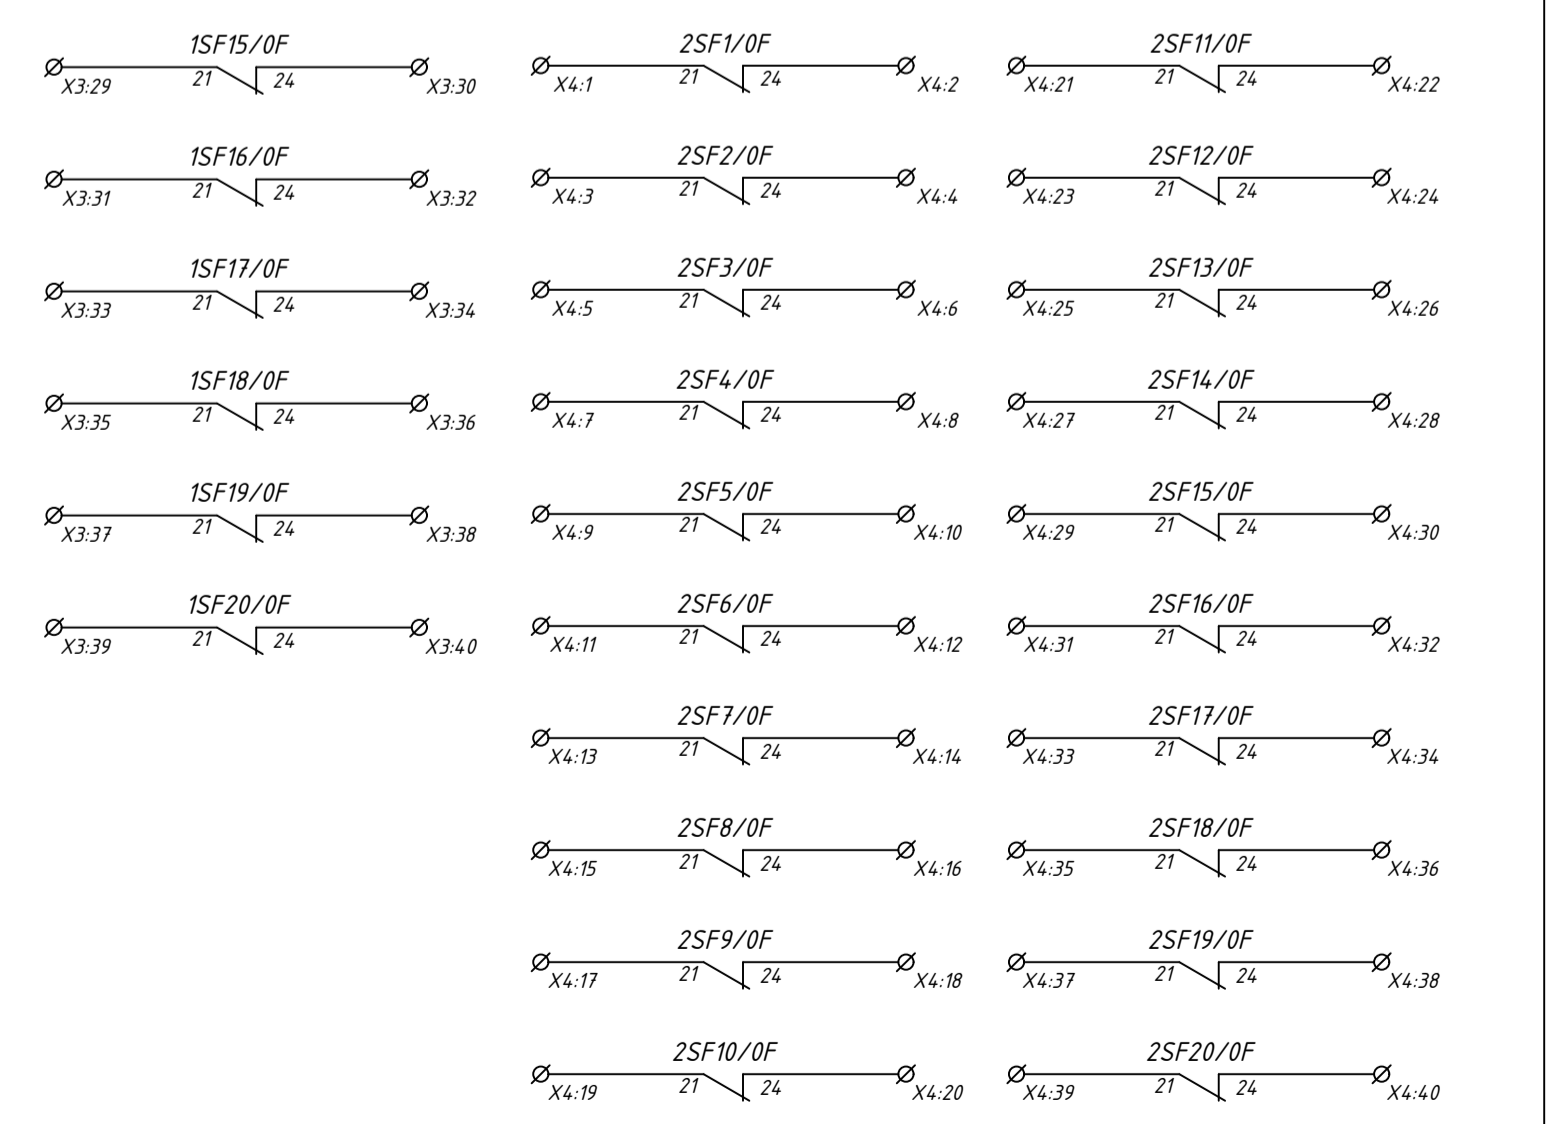 1SF15/0F
X3:29 21 24 X3:30
1SF16/0F
X3:31 21 24 X3:32
1SF17/0F
X3:33 21 24 X3:34
1SF18/0F
X3:35 21 24 X3:36
1SF19/0F
X3:37 21 24 X3:38
1SF20/0F
X3:39 21 24 X3:40
2SF1/0F
X4:1 21 24 X4:2
2SF2/0F
X4:3 21 24 X4:4
2SF3/0F
X4:5 21 24 X4:6
2SF4/0F
X4:7 21 24 X4:8
2SF5/0F
X4:9 21 24 X4:10
2SF6/0F
X4:11 21 24 X4:12
2SF7/0F
X4:13 21 24 X4:14
2SF8/0F
X4:15 21 24 X4:16
2SF9/0F
X4:17 21 24 X4:18
2SF10/0F
X4:19 21 24 X4:20
2SF11/0F
X4:21 21 24 X4:22
2SF12/0F
X4:23 21 24 X4:24
2SF13/0F
X4:25 21 24 X4:26
2SF14/0F
X4:27 21 24 X4:28
2SF15/0F
X4:29 21 24 X4:30
2SF16/0F
X4:31 21 24 X4:32
2SF17/0F
X4:33 21 24 X4:34
2SF18/0F
X4:35 21 24 X4:36
2SF19/0F
X4:37 21 24 X4:38
2SF20/0F
X4:39 21 24 X4:40